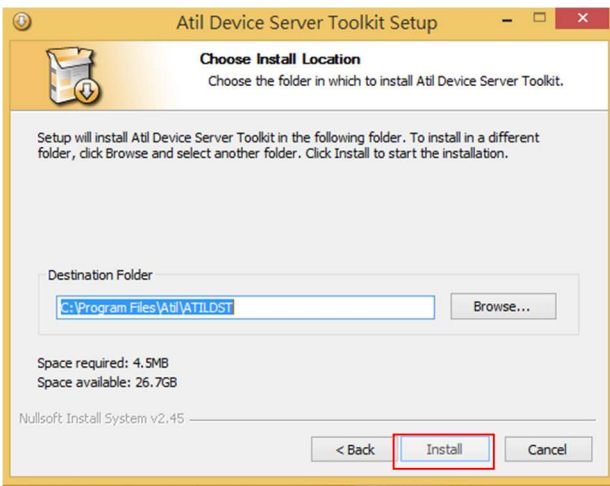 Atil Device Server Toolkit Setup
Choose Install Location
Choose the folder in which to install Atil Device Server Toolkit.
Setup will install Atil Device Server Toolkit in the following folder. To install in a different
folder, click Browse and select another folder. Click Install to start the installation.
Destination Folder
C:\Program Files\Atil\ATILDST
Browse...
Space required: 4.5MB
Space available: 26.7GB
Nullsoft Install System v2.45
< Back
Install
Cancel